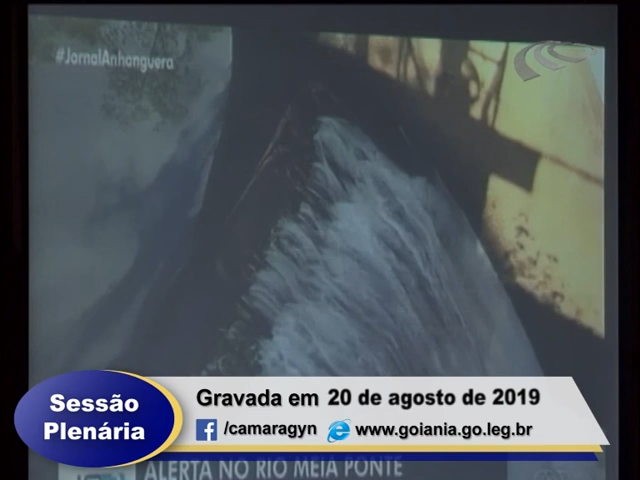 #JornalAnhanguera
Sessão
Plenária
Gravada em 20 de agosto de 2019
/camaragyn www.goiania.go.leg.br
ALERTA NO RIO MEIA PONTE